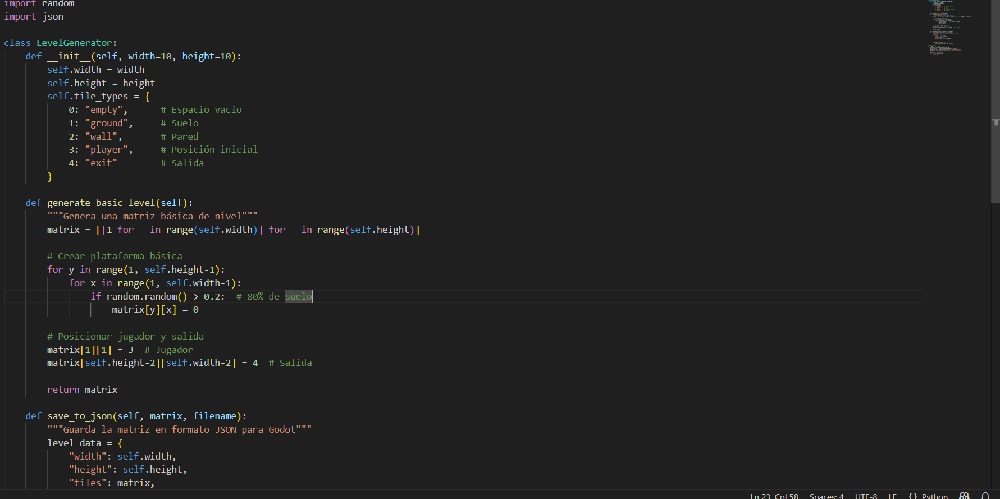 import random
import json
class LevelGenerator:
    def __init__(self, width=10, height=10):
        self.width = width
        self.height = height
        self.tile_types = {
            0: "empty",      # Espacio vacío
            1: "ground",     # Suelo
            2: "wall",       # Pared
            3: "player",     # Posición inicial
            4: "exit"        # Salida
        }
    def generate_basic_level(self):
        """Genera una matriz básica de nivel"""
        matrix = [[1 for _ in range(self.width)] for _ in range(self.height)]
        # Crear plataforma básica
        for y in range(1, self.height-1):
            for x in range(1, self.width-1):
                if random.random() > 0.2:  # 80% de suelo
                    matrix[y][x] = 0
        # Posicionar jugador y salida
        matrix[1][1] = 3  # Jugador
        matrix[self.height-2][self.width-2] = 4  # Salida
        return matrix
    def save_to_json(self, matrix, filename):
        """Guarda la matriz en formato JSON para Godot"""
        level_data = {
            "width": self.width,
            "height": self.height,
            "tiles": matrix,
Ln 23, Col 58 Spaces: 4 UTF-8 LF {} Python